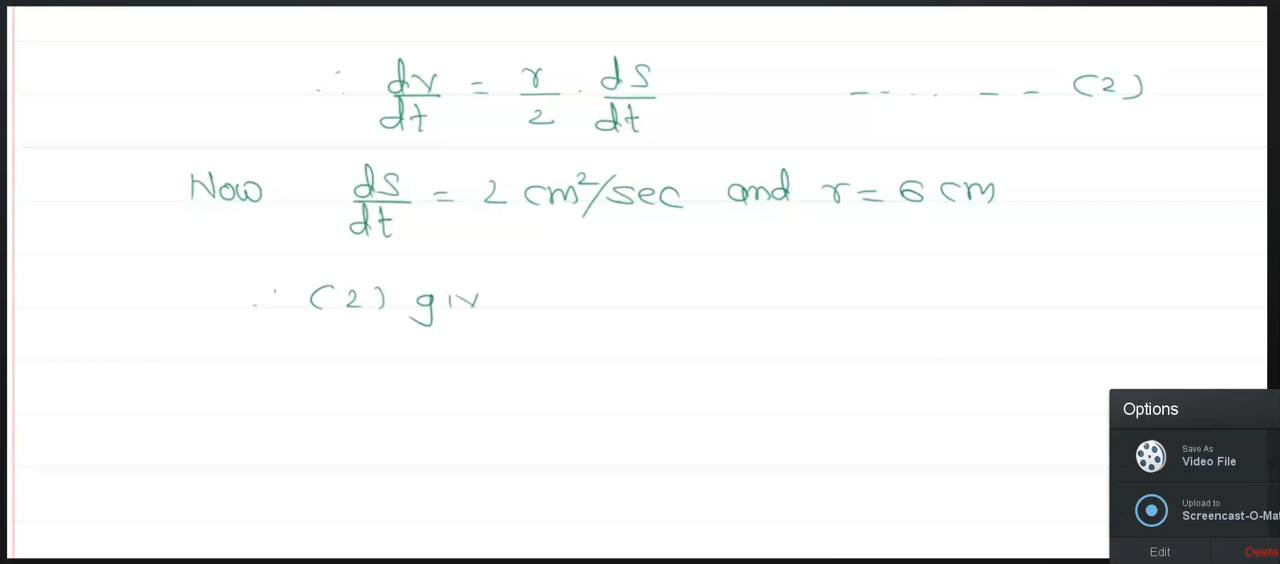 ∴ dv/dt = r/2 · ds/dt -- ... -- (2)
Now ds/dt = 2 cm²/sec and r = 6 cm
∴ (2) giv
Options
Save As
Video File
Upload to
Screencast-O-Mat
Edit Delete